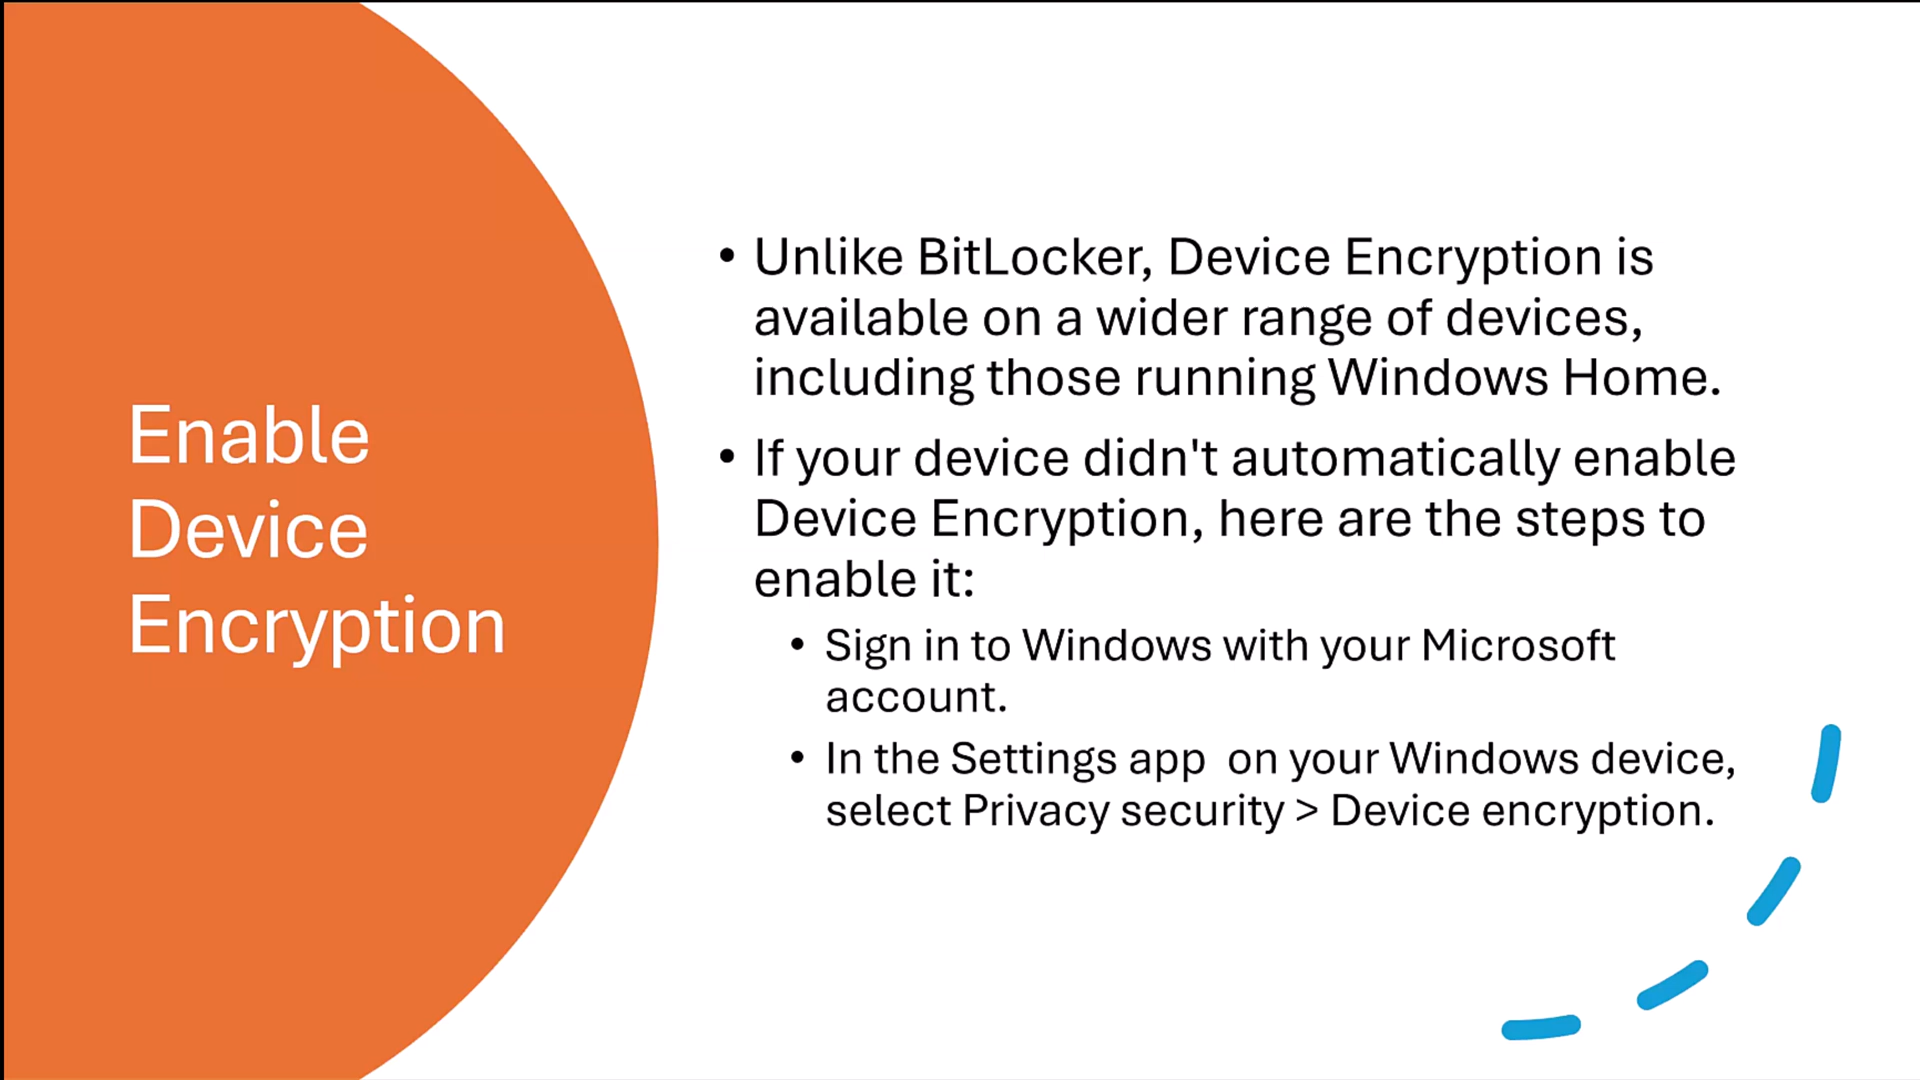 Enable
Device
Encryption
• Unlike BitLocker, Device Encryption is
available on a wider range of devices,
including those running Windows Home.
• If your device didn't automatically enable
Device Encryption, here are the steps to
enable it:
• Sign in to Windows with your Microsoft
account.
• In the Settings app  on your Windows device,
select Privacy security > Device encryption.